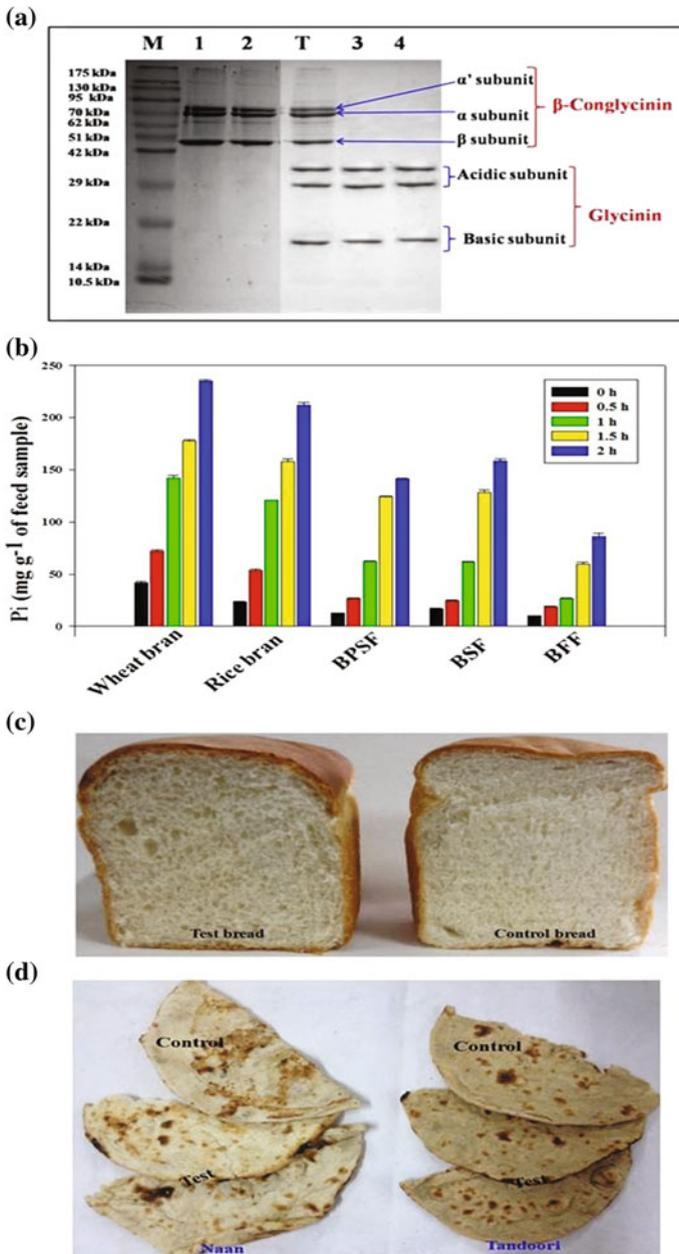 (a)
M 1 2 T 3 4
175 kDa
130 kDa
95 kDa
70 kDa
62 kDa
51 kDa
42 kDa
29 kDa
22 kDa
14 kDa
10.5 kDa
α' subunit
α subunit
β subunit
β-Conglycinin
Acidic subunit
Glycinin
Basic subunit
(b)
Pi (mg g-1 of feed sample)
250
200
150
100
50
0
0 h
0.5 h
1 h
1.5 h
2 h
Wheat bran
Rice bran
BPSF
BSF
BFF
(c)
Test bread
Control bread
(d)
Control
Control
Test
Test
Naan
Tandoori